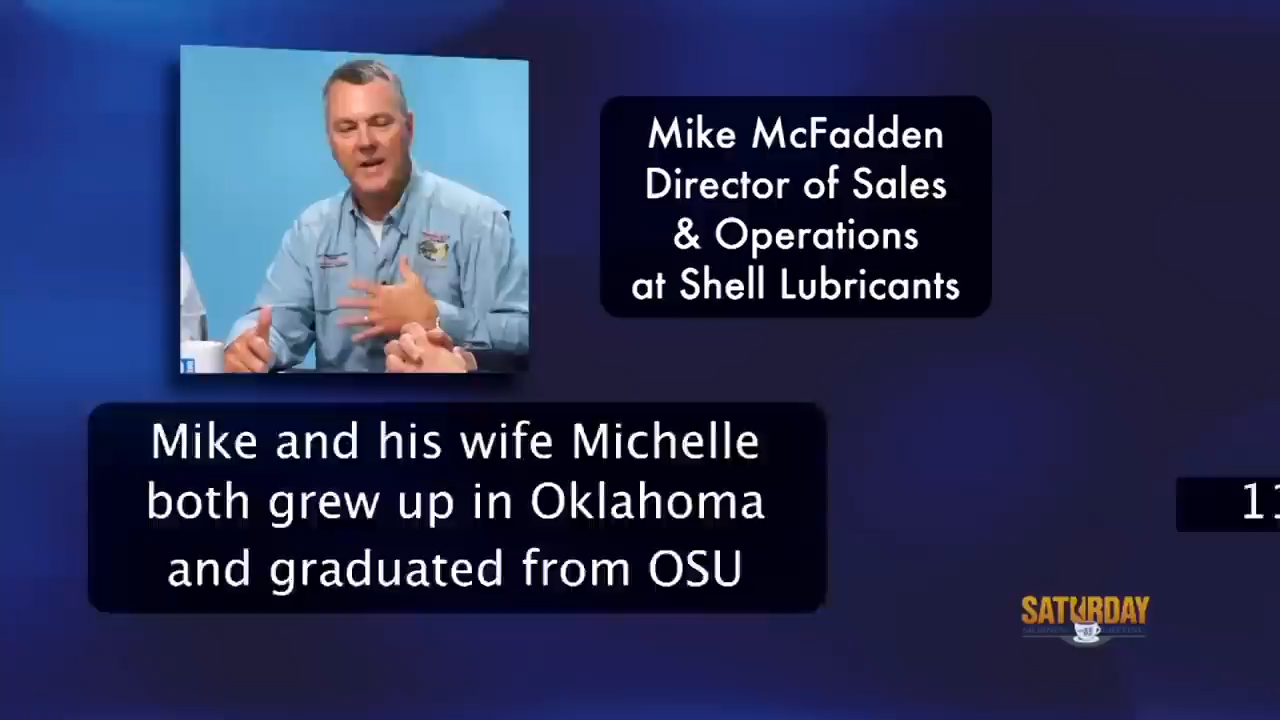 Mike McFadden
Director of Sales
& Operations
at Shell Lubricants
Mike and his wife Michelle
both grew up in Oklahoma
and graduated from OSU
SATURDAY